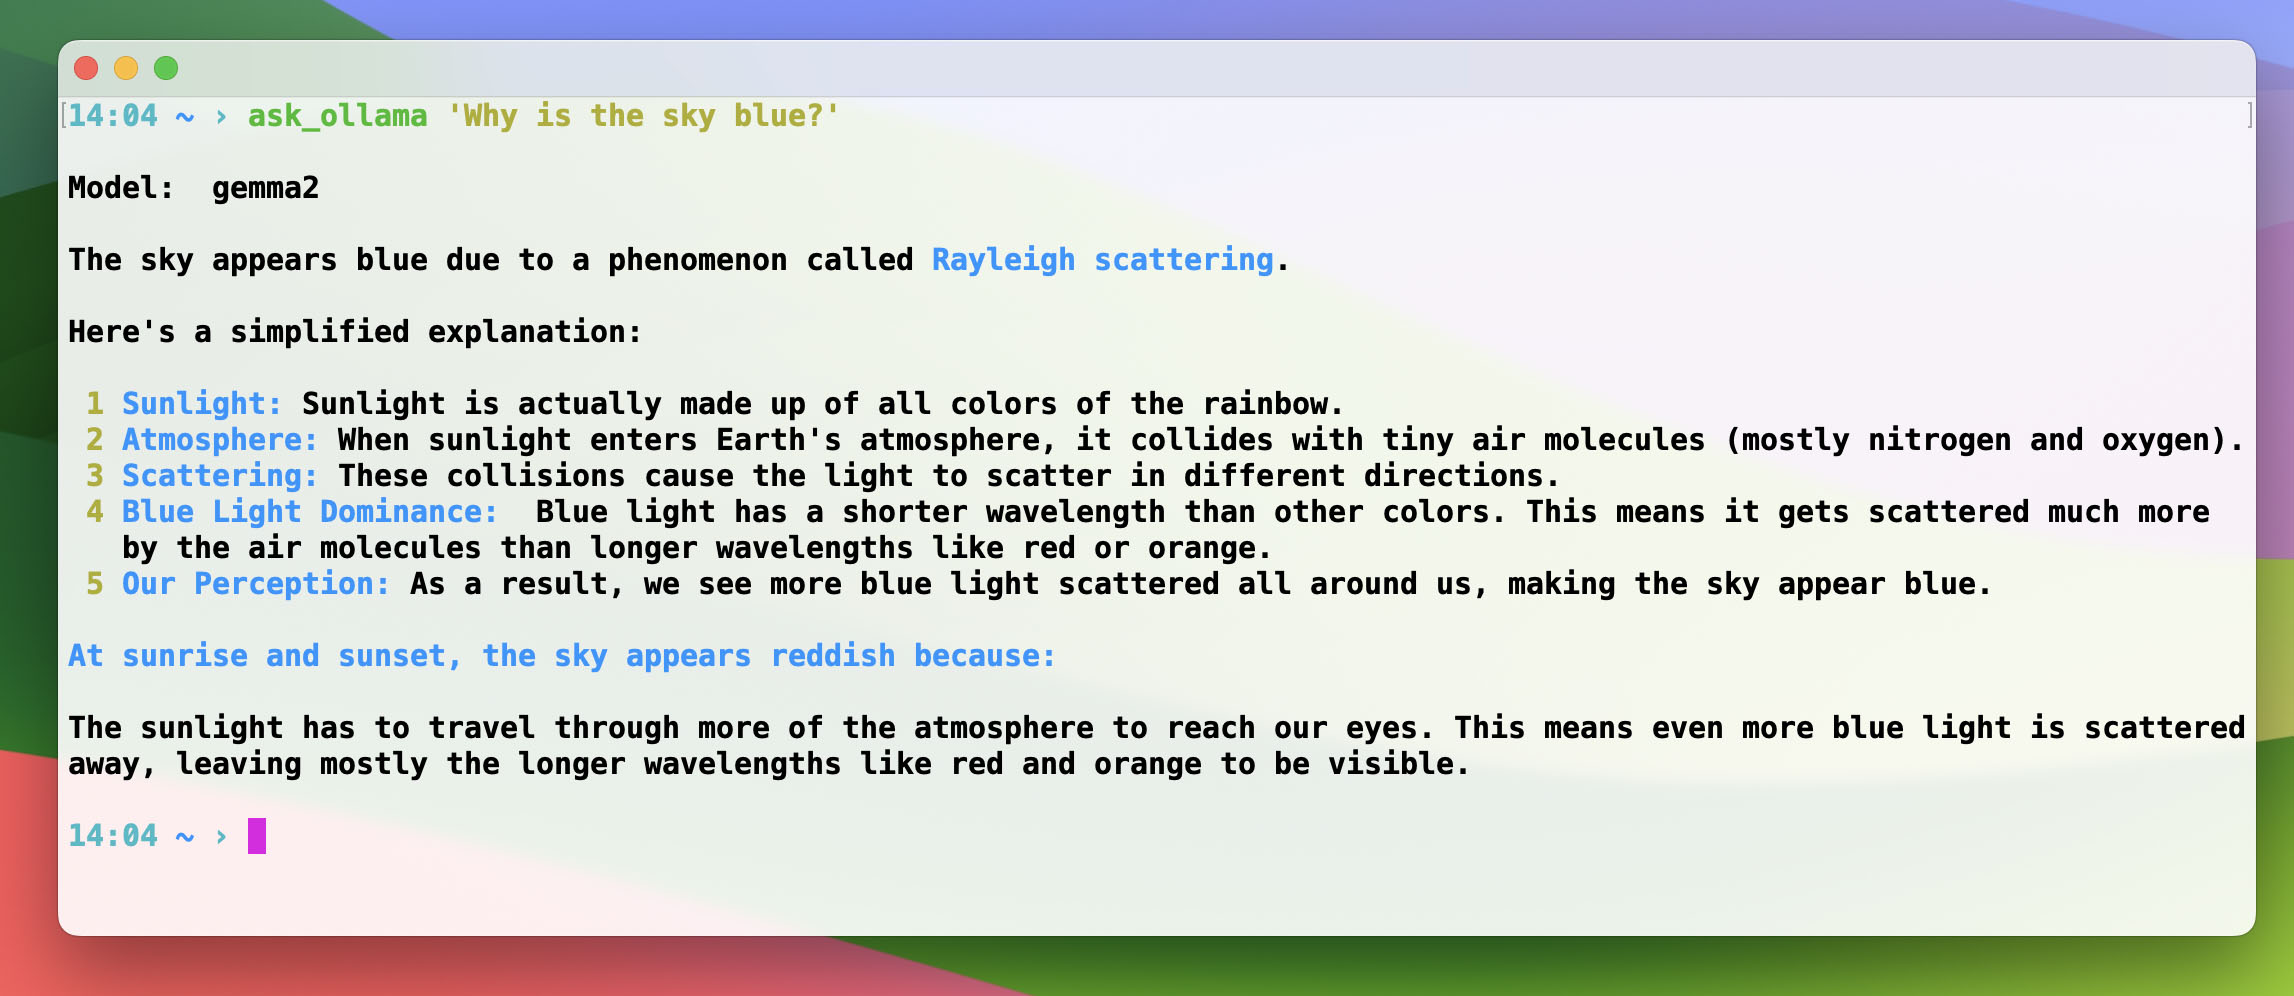 14:04 ~ › ask_ollama 'Why is the sky blue?'
Model:  gemma2
The sky appears blue due to a phenomenon called Rayleigh scattering.
Here's a simplified explanation:
1 Sunlight: Sunlight is actually made up of all colors of the rainbow.
2 Atmosphere: When sunlight enters Earth's atmosphere, it collides with tiny air molecules (mostly nitrogen and oxygen).
3 Scattering: These collisions cause the light to scatter in different directions.
4 Blue Light Dominance:  Blue light has a shorter wavelength than other colors. This means it gets scattered much more
by the air molecules than longer wavelengths like red or orange.
5 Our Perception: As a result, we see more blue light scattered all around us, making the sky appear blue.
At sunrise and sunset, the sky appears reddish because:
The sunlight has to travel through more of the atmosphere to reach our eyes. This means even more blue light is scattered
away, leaving mostly the longer wavelengths like red and orange to be visible.
14:04 ~ ›